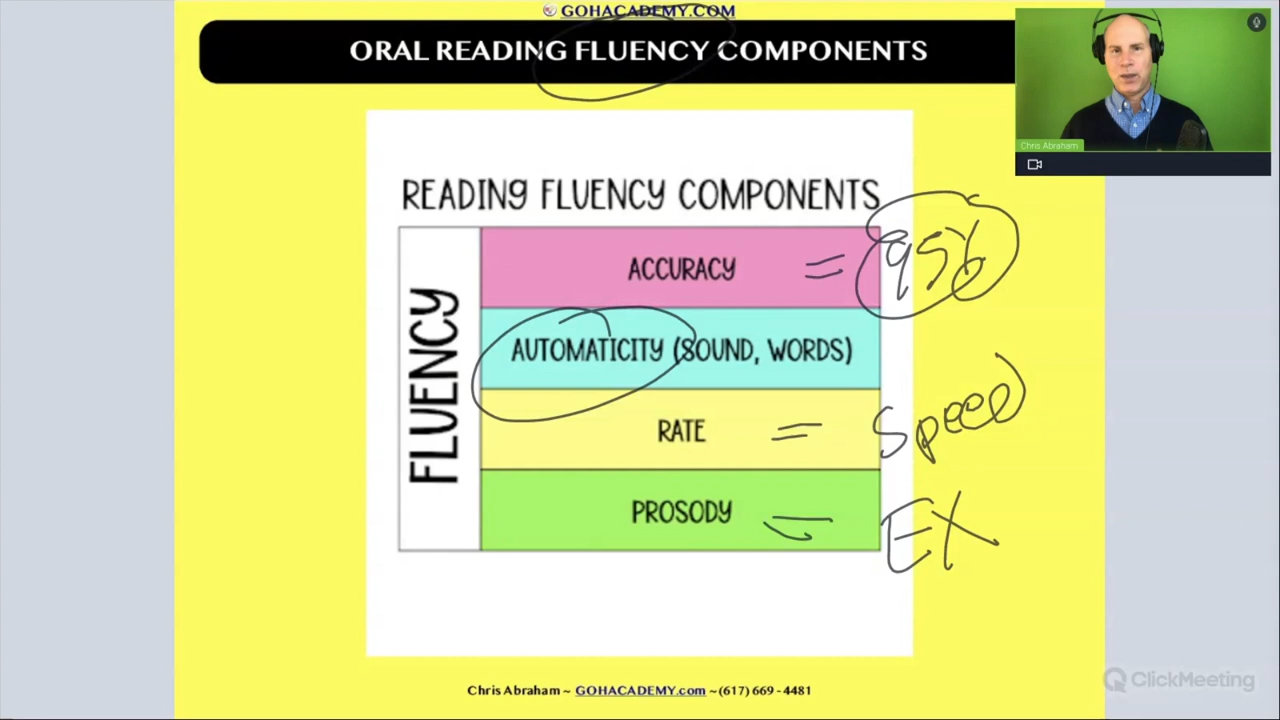 GOHACADEMY.COM
ORAL READING FLUENCY COMPONENTS
Chris Abraham
READING FLUENCY COMPONENTS
FLUENCY
ACCURACY = 95%
AUTOMATICITY (SOUND, WORDS)
RATE = Speed
PROSODY = EX
Chris Abraham ~ GOHACADEMY.com ~(617) 669 - 4481
ClickMeeting